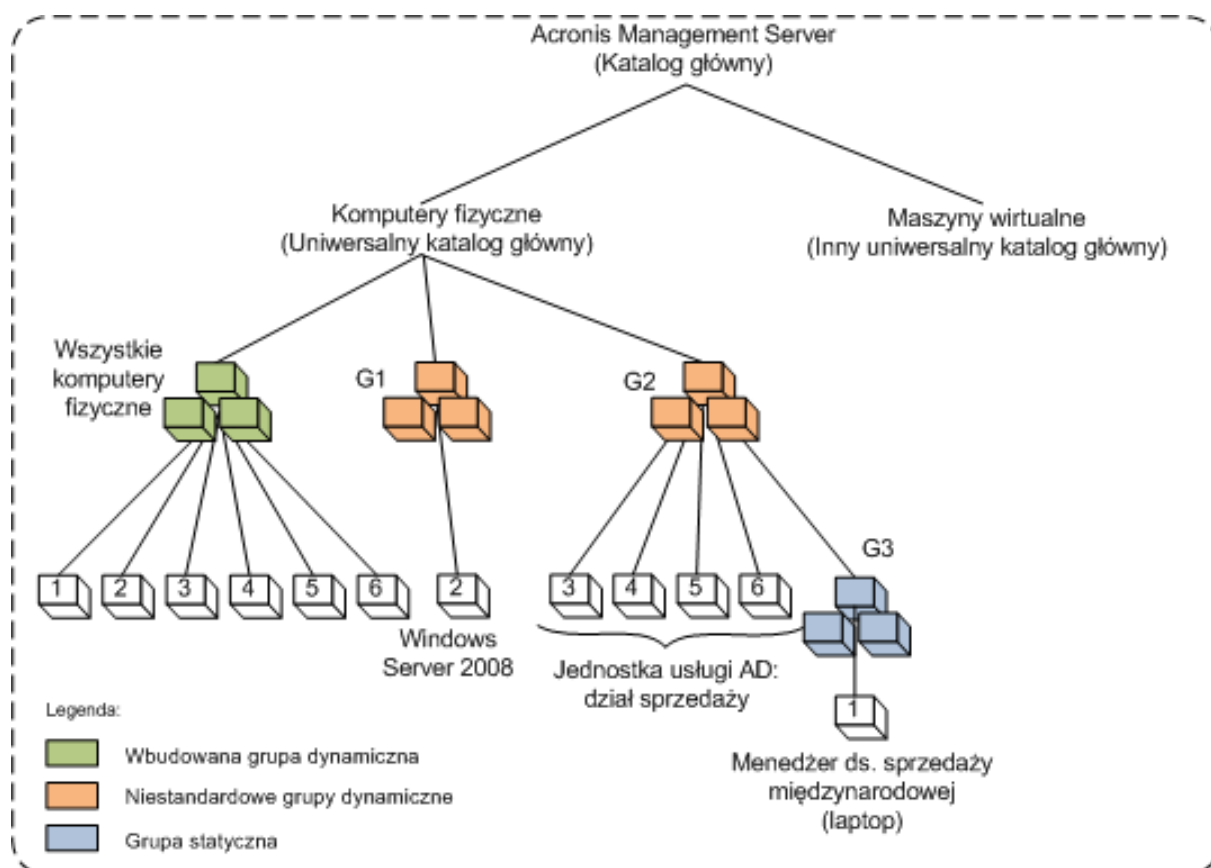 Acronis Management Server
(Katalog główny)
Komputery fizyczne
(Uniwersalny katalog główny)
Maszyny wirtualne
(Inny uniwersalny katalog główny)
Wszystkie
komputery
fizyczne
G1
G2
1
2
3
4
5
6
2
3
4
5
6
G3
Windows
Server 2008
Jednostka usługi AD:
dział sprzedaży
1
Menedżer ds. sprzedaży
międzynarodowej
(laptop)
Legenda:
Wbudowana grupa dynamiczna
Niestandardowe grupy dynamiczne
Grupa statyczna